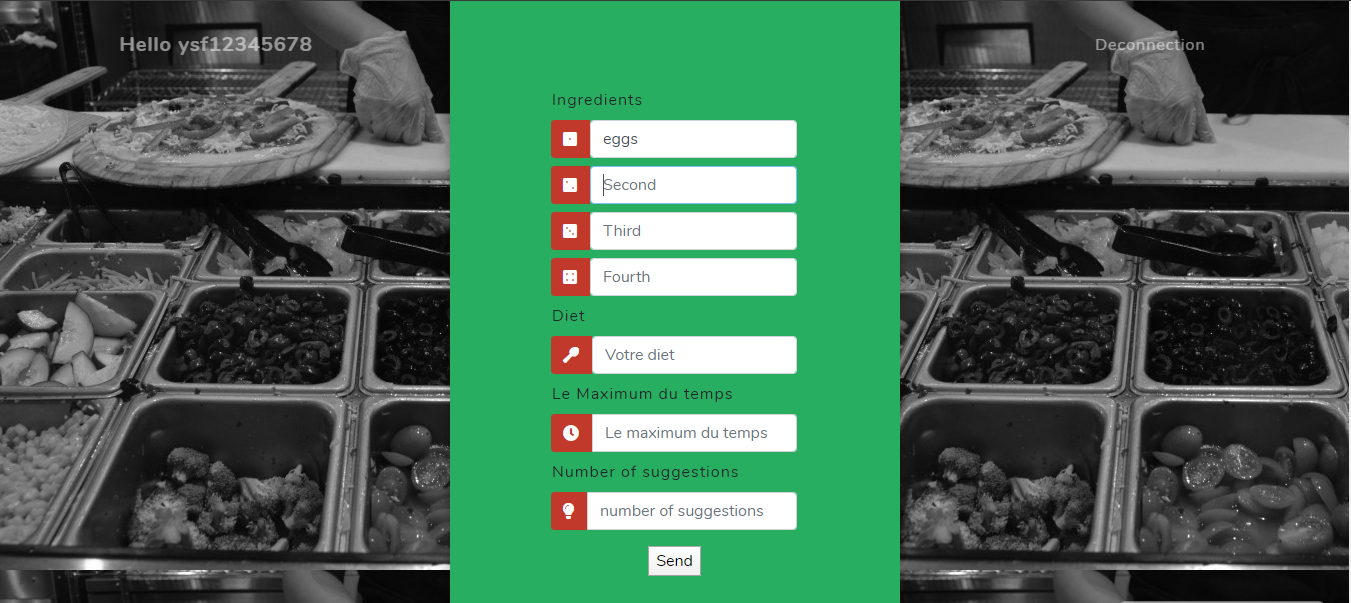 Hello ysf12345678
Deconnection
Ingredients
eggs
Second
Third
Fourth
Diet
Votre diet
Le Maximum du temps
Le maximum du temps
Number of suggestions
number of suggestions
Send